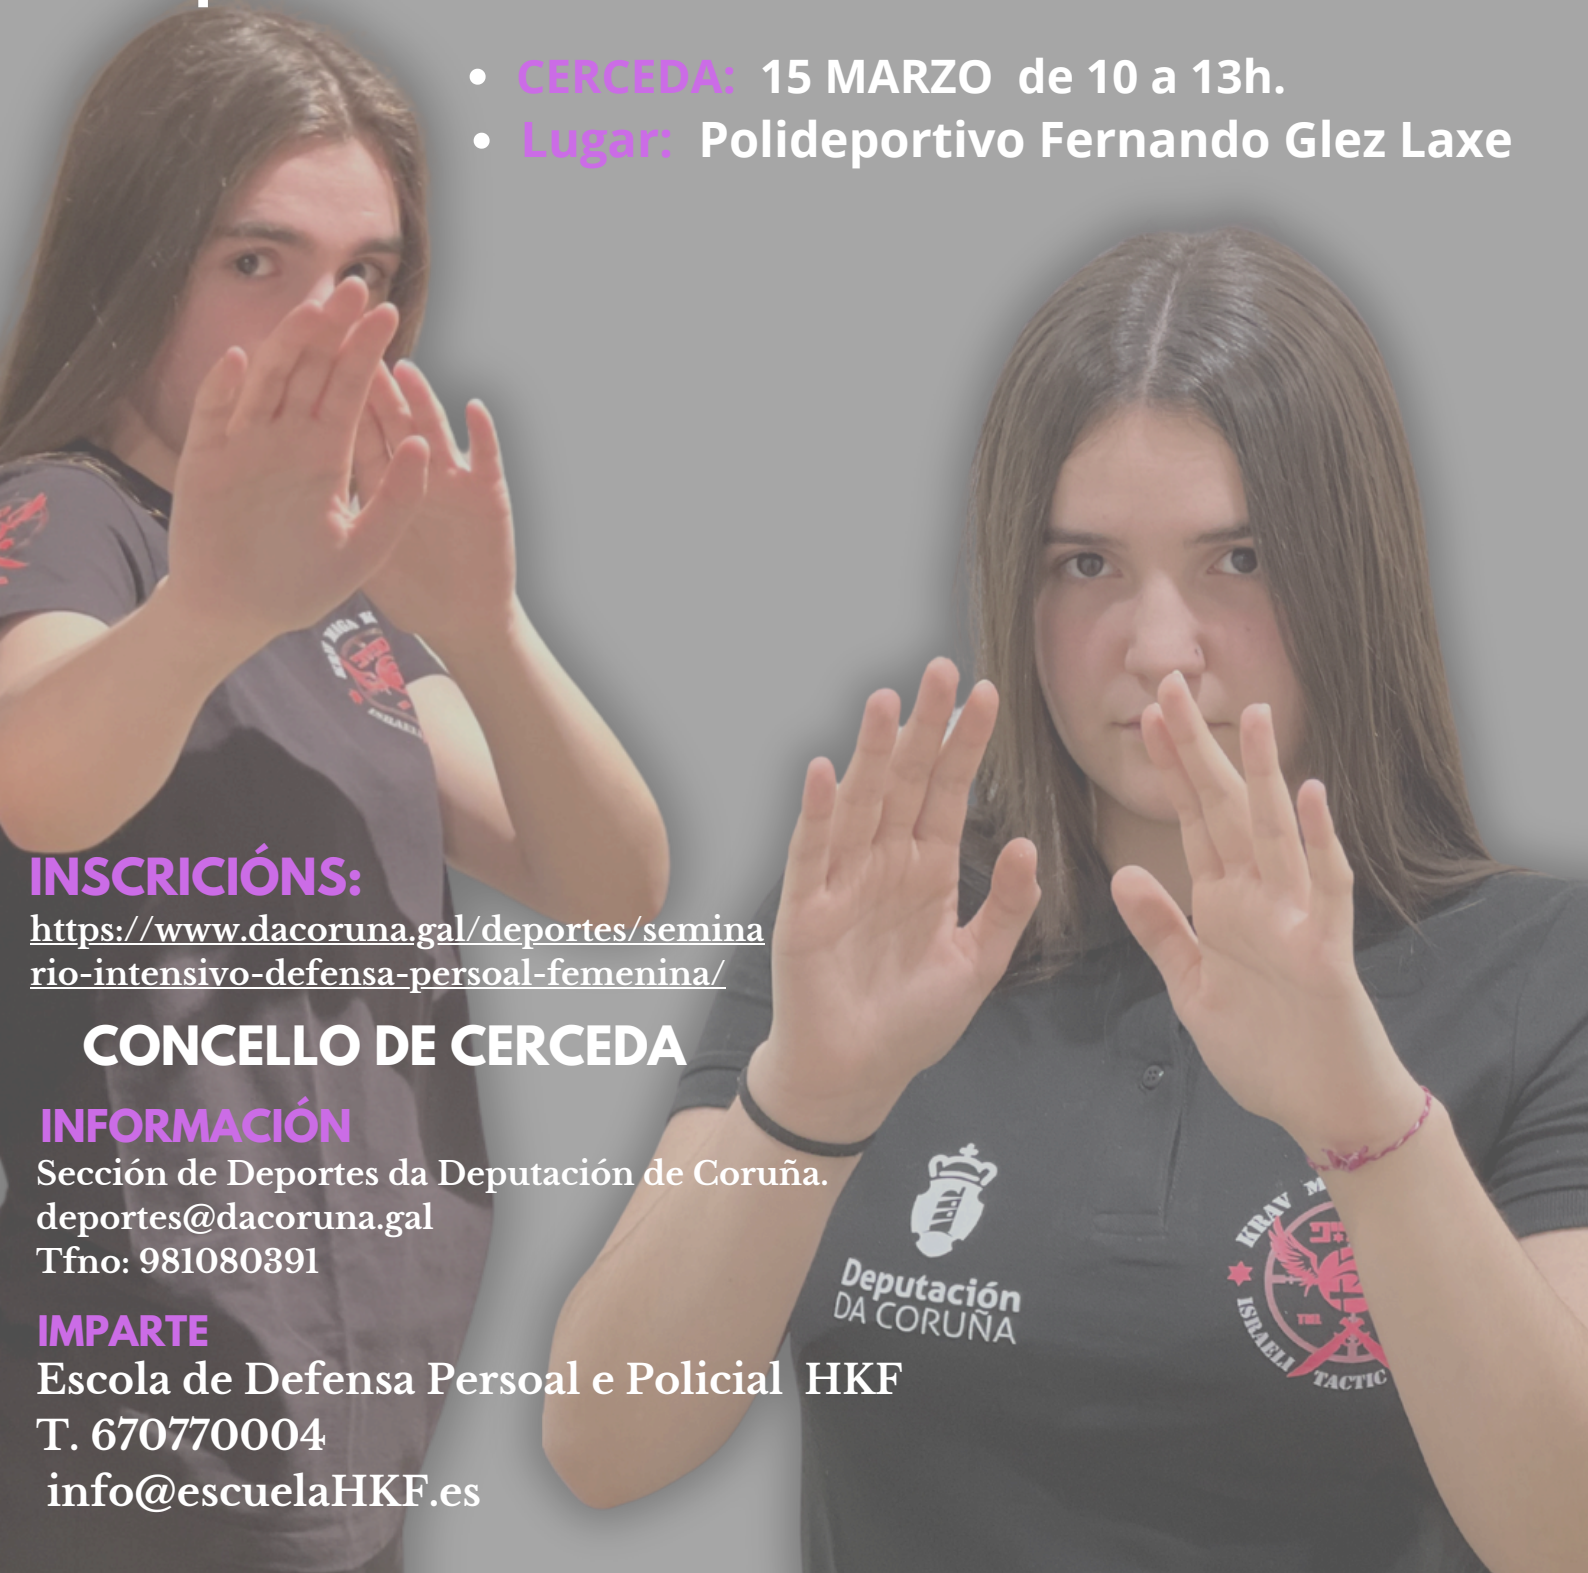 CERCEDA: 15 MARZO de 10 a 13h.
Lugar: Polideportivo Fernando Glez Laxe
INSCRICIÓNS:
https://www.dacoruna.gal/deportes/semina
rio-intensivo-defensa-persoal-femenina/
CONCELLO DE CERCEDA
INFORMACIÓN
Sección de Deportes da Deputación de Coruña.
deportes@dacoruna.gal
Tfno: 981080391
IMPARTE
Escola de Defensa Persoal e Policial HKF
T. 670770004
info@escuelaHKF.es
Deputación
DA CORUÑA
KRAV M
ISRAELI
TACTIC